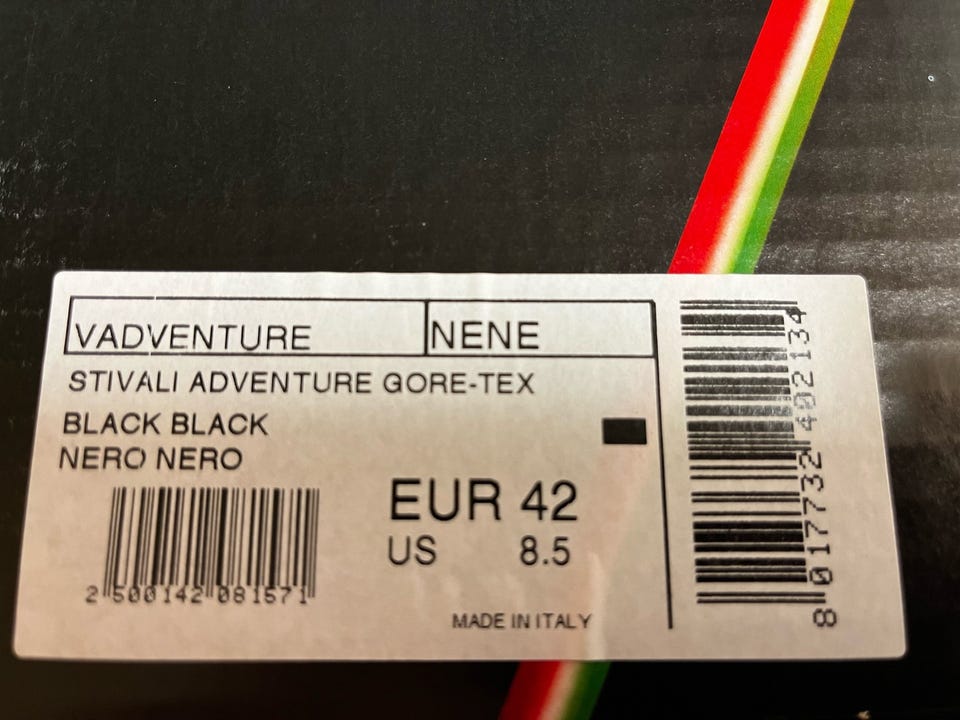 VADVENTURE NENE
STIVALI ADVENTURE GORE-TEX
BLACK BLACK
NERO NERO
EUR 42
US 8.5
2 500142 081571
MADE IN ITALY
8 017732 402134